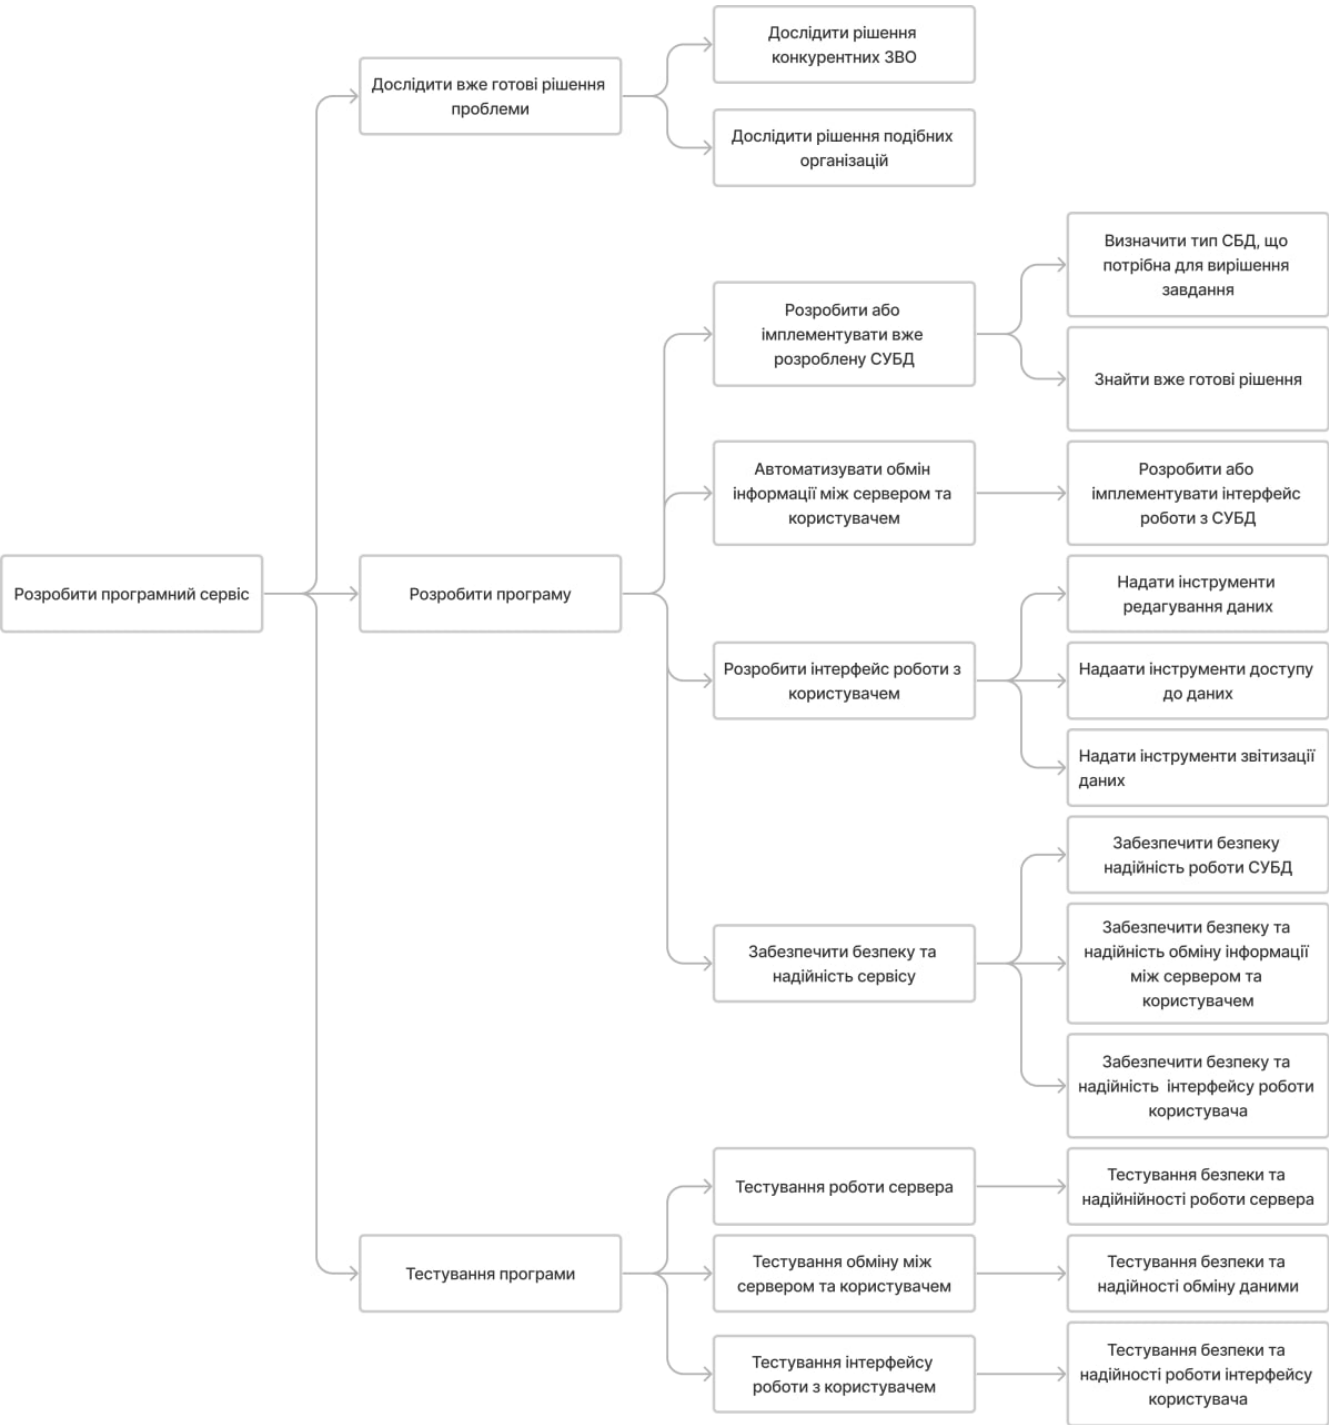 Дослідити рішення
конкурентних ЗВО
Дослідити вже готові рішення
проблеми
Дослідити рішення подібних
організацій
Визначити тип СБД, що
потрібна для вирішення
завдання
Розробити або
імплементувати вже
розроблену СУБД
Знайти вже готові рішення
Автоматизувати обмін
інформації між сервером та
користувачем
Розробити або
імплементувати інтерфейс
роботи з СУБД
Розробити програмний сервіс
Розробити програму
Надати інструменти
редагування даних
Розробити інтерфейс роботи з
користувачем
Надаати інструменти доступу
до даних
Надати інструменти звітизації
даних
Забезпечити безпеку
надійність роботи СУБД
Забезпечити безпеку та
надійність сервісу
Забезпечити безпеку та
надійність обміну інформації
між сервером та
користувачем
Забезпечити безпеку та
надійність інтерфейсу роботи
користувача
Тестування роботи сервера
Тестування безпеки та
надійнійності роботи сервера
Тестування програми
Тестування обміну між
сервером та користувачем
Тестування безпеки та
надійності обміну даними
Тестування інтерфейсу
роботи з користувачем
Тестування безпеки та
надійності роботи інтерфейсу
користувача